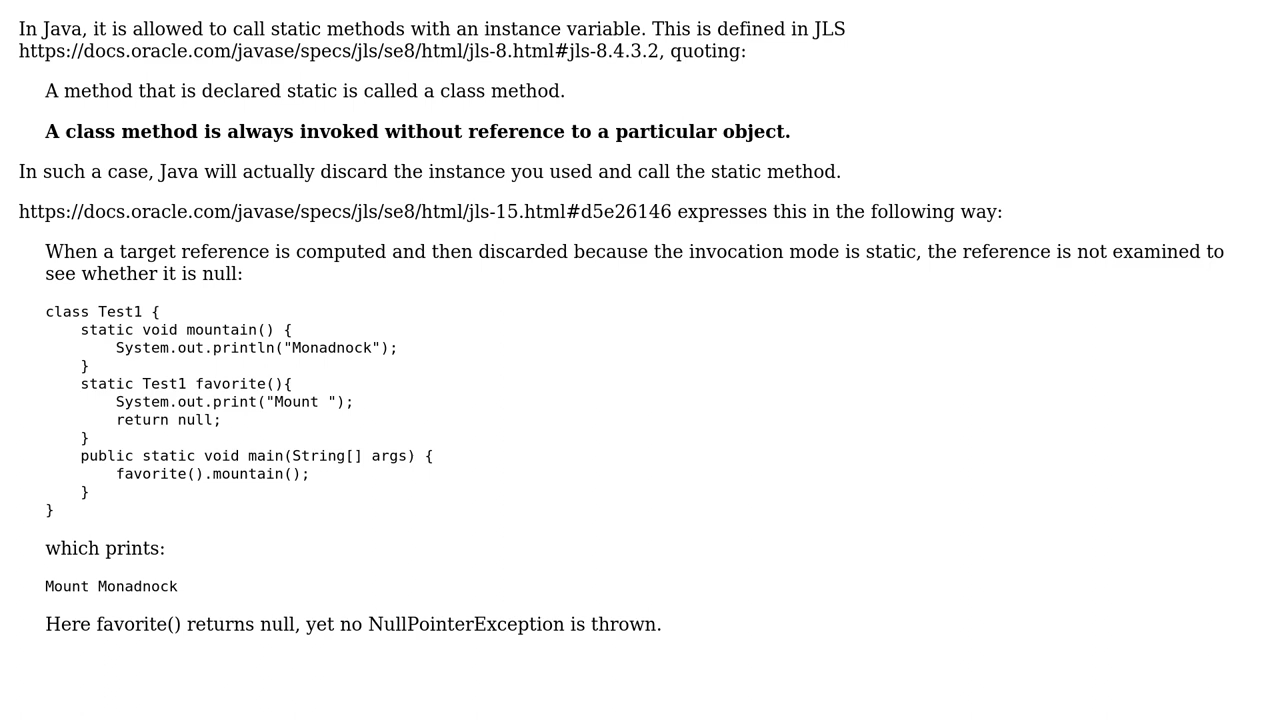 In Java, it is allowed to call static methods with an instance variable. This is defined in JLS
https://docs.oracle.com/javase/specs/jls/se8/html/jls-8.html#jls-8.4.3.2, quoting:
A method that is declared static is called a class method.
A class method is always invoked without reference to a particular object.
In such a case, Java will actually discard the instance you used and call the static method.
https://docs.oracle.com/javase/specs/jls/se8/html/jls-15.html#d5e26146 expresses this in the following way:
When a target reference is computed and then discarded because the invocation mode is static, the reference is not examined to
see whether it is null:
class Test1 {
    static void mountain() {
        System.out.println("Monadnock");
    }
    static Test1 favorite(){
        System.out.print("Mount ");
        return null;
    }
    public static void main(String[] args) {
        favorite().mountain();
    }
}
which prints:
Mount Monadnock
Here favorite() returns null, yet no NullPointerException is thrown.